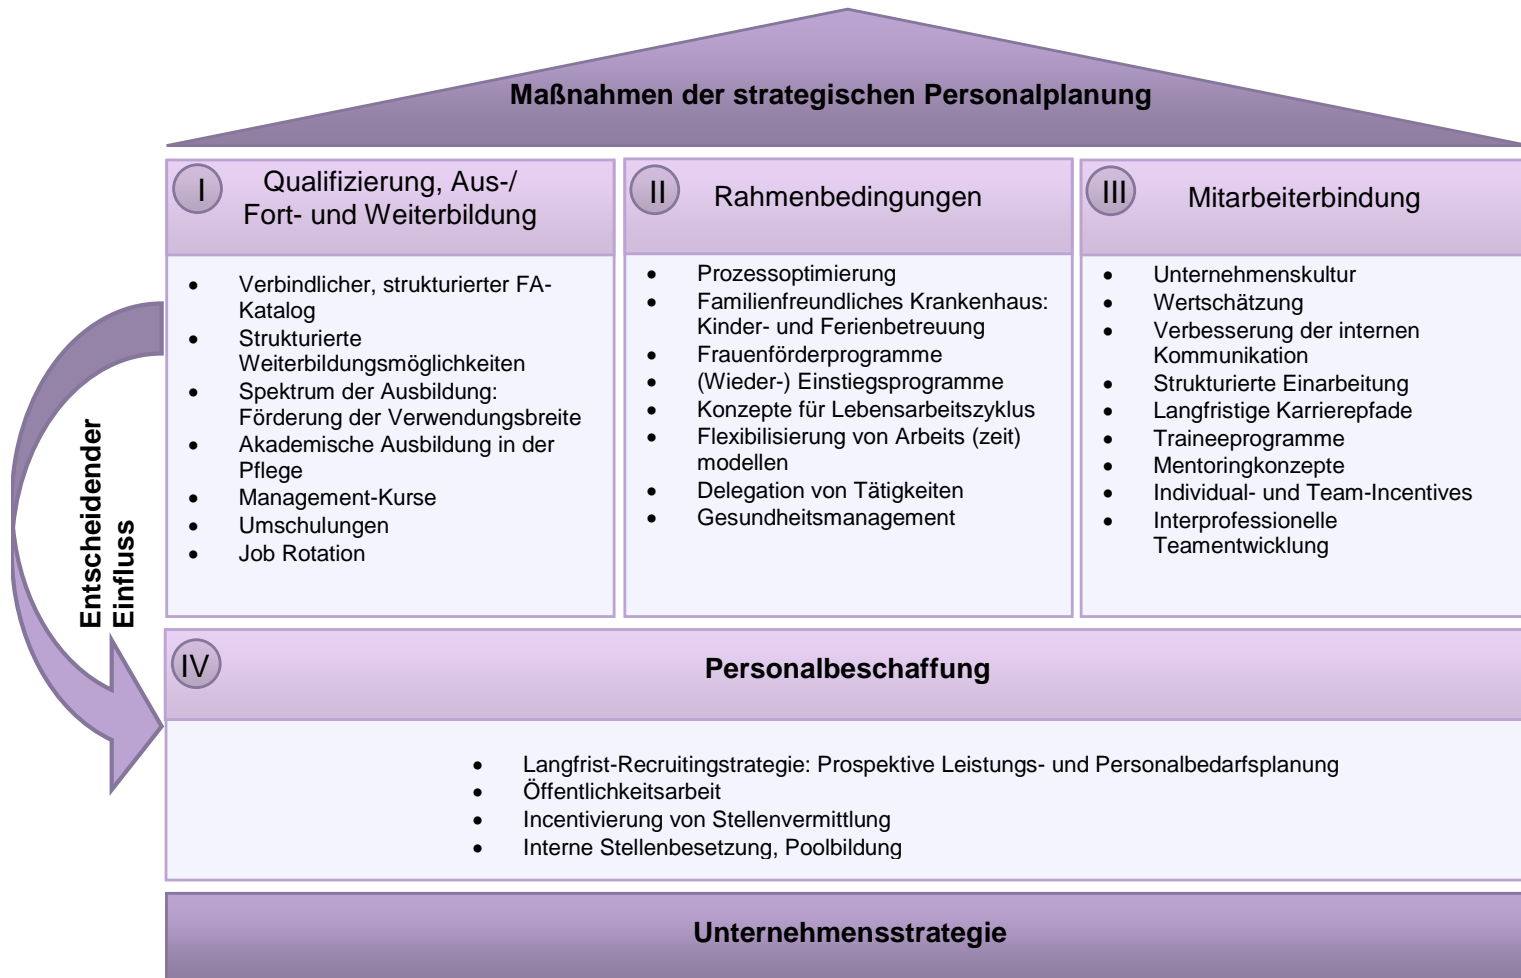 Maßnahmen der strategischen Personalplanung
I
Qualifizierung, Aus-/
Fort- und Weiterbildung
• Verbindlicher, strukturierter FA-
Katalog
• Strukturierte
Weiterbildungsmöglichkeiten
• Spektrum der Ausbildung:
Förderung der Verwendungsbreite
• Akademische Ausbildung in der
Pflege
• Management-Kurse
• Umschulungen
• Job Rotation
II
Rahmenbedingungen
• Prozessoptimierung
• Familienfreundliches Krankenhaus:
Kinder- und Ferienbetreuung
• Frauenförderprogramme
• (Wieder-) Einstiegsprogramme
• Konzepte für Lebensarbeitszyklus
• Flexibilisierung von Arbeits (zeit)
modellen
• Delegation von Tätigkeiten
• Gesundheitsmanagement
III
Mitarbeiterbindung
• Unternehmenskultur
• Wertschätzung
• Verbesserung der internen
Kommunikation
• Strukturierte Einarbeitung
• Langfristige Karrierepfade
• Traineeprogramme
• Mentoringkonzepte
• Individual- und Team-Incentives
• Interprofessionelle
Teamentwicklung
Entscheidender
Einfluss
IV
Personalbeschaffung
• Langfrist-Recruitingstrategie: Prospektive Leistungs- und Personalbedarfsplanung
• Öffentlichkeitsarbeit
• Incentivierung von Stellenvermittlung
• Interne Stellenbesetzung, Poolbildung
Unternehmensstrategie